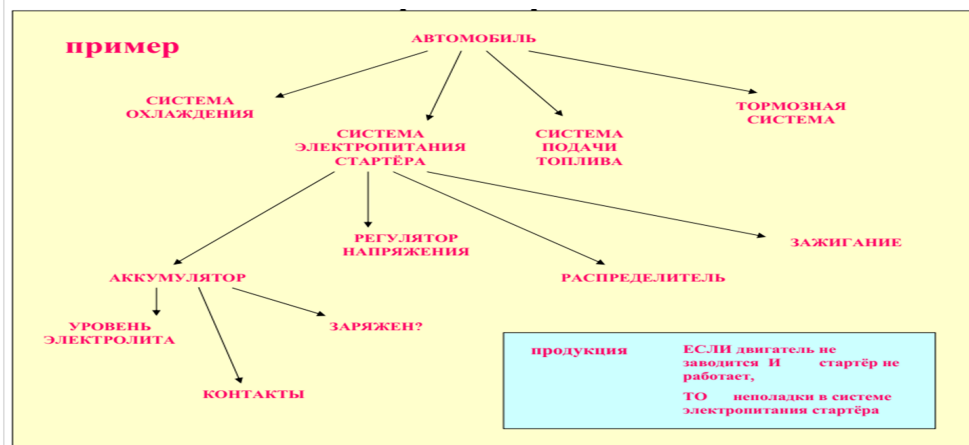 пример
АВТОМОБИЛЬ
СИСТЕМА
ОХЛАЖДЕНИЯ
СИСТЕМА
ЭЛЕКТРОПИТАНИЯ
СТАРТЁРА
СИСТЕМА
ПОДАЧИ
ТОПЛИВА
ТОРМОЗНАЯ
СИСТЕМА
АККУМУЛЯТОР
РЕГУЛЯТОР
НАПРЯЖЕНИЯ
РАСПРЕДЕЛИТЕЛЬ
ЗАЖИГАНИЕ
УРОВЕНЬ
ЭЛЕКТРОЛИТА
КОНТАКТЫ
ЗАРЯЖЕН?
продукция
ЕСЛИ двигатель не
заводится И стартёр не
работает,
ТО неполадки в системе
электропитания стартёра